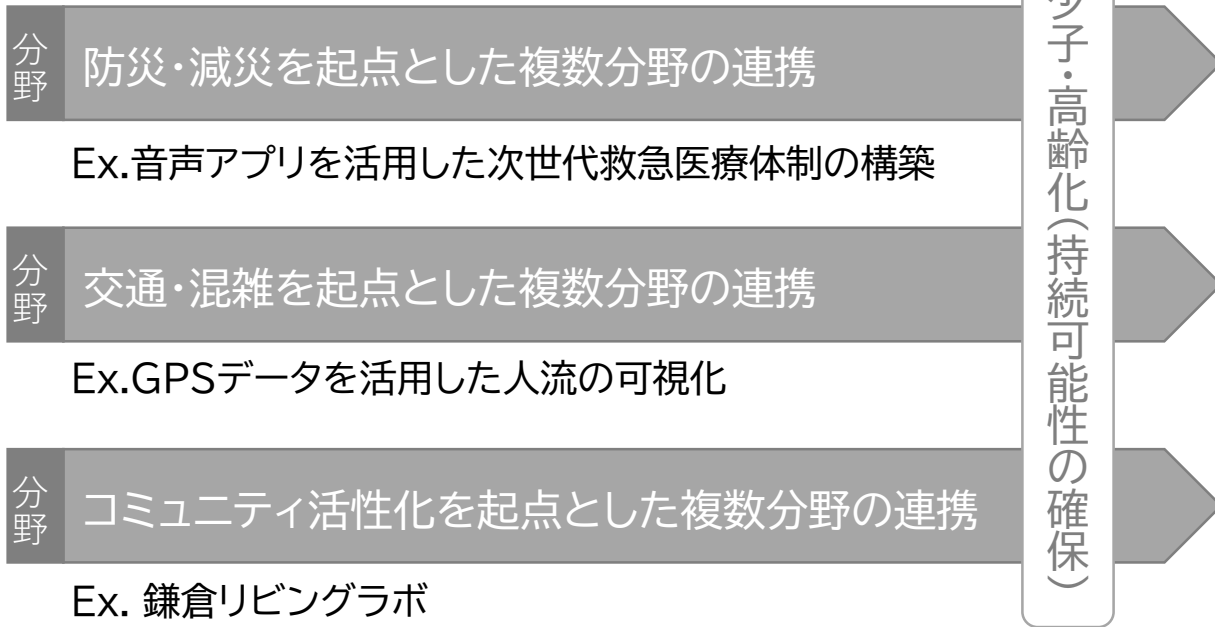 分野
防災・減災を起点とした複数分野の連携
Ex.音声アプリを活用した次世代救急医療体制の構築
分野
交通・混雑を起点とした複数分野の連携
Ex.GPSデータを活用した人流の可視化
分野
コミュニティ活性化を起点とした複数分野の連携
Ex. 鎌倉リビングラボ
子・高齢化(持続可能性の確保)